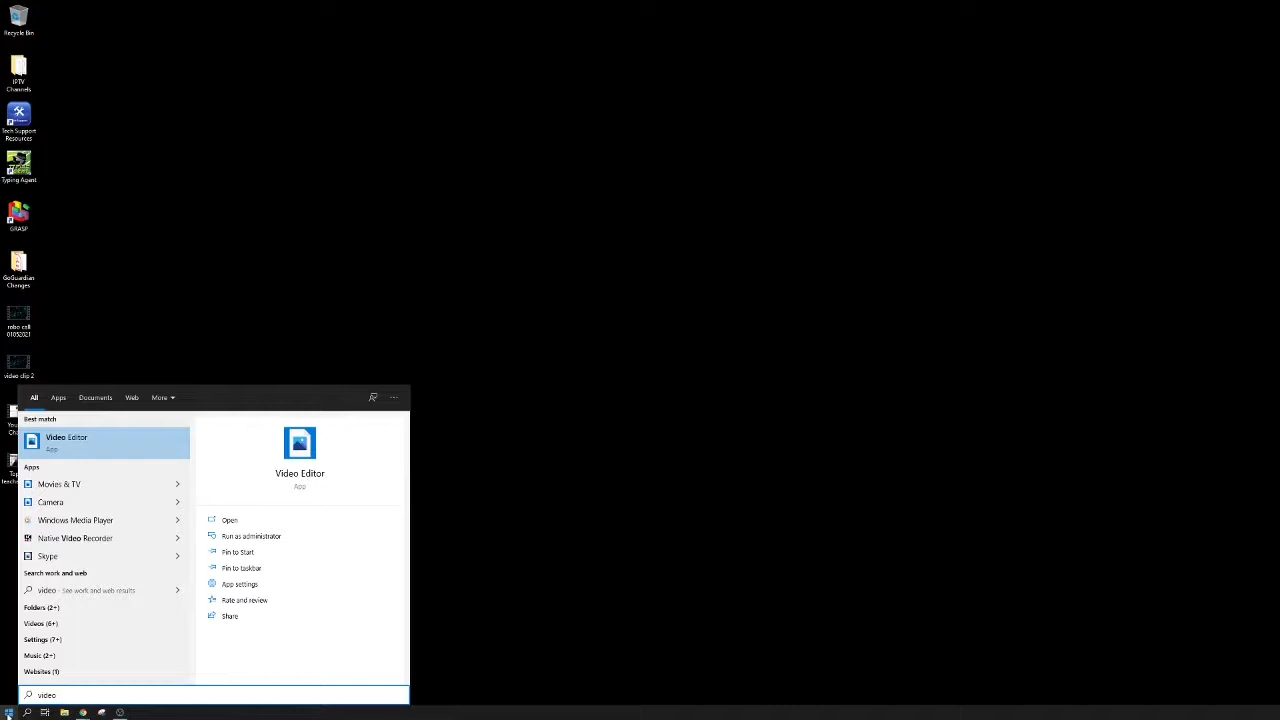 Recycle Bin
IPTV
Channels
Tech Support
Resources
Typing Agent
GRASP
GoGuardian
Changes
robo call
01052021
video clip 2
All Apps Documents Web More
Best match
Video Editor
App
Apps
Movies & TV
Camera
Windows Media Player
Native Video Recorder
Skype
Search work and web
video - See work and web results
Folders (2+)
Videos (6+)
Settings (7+)
Music (2+)
Websites (1)
video
Video Editor
App
Open
Run as administrator
Pin to Start
Pin to taskbar
App settings
Rate and review
Share